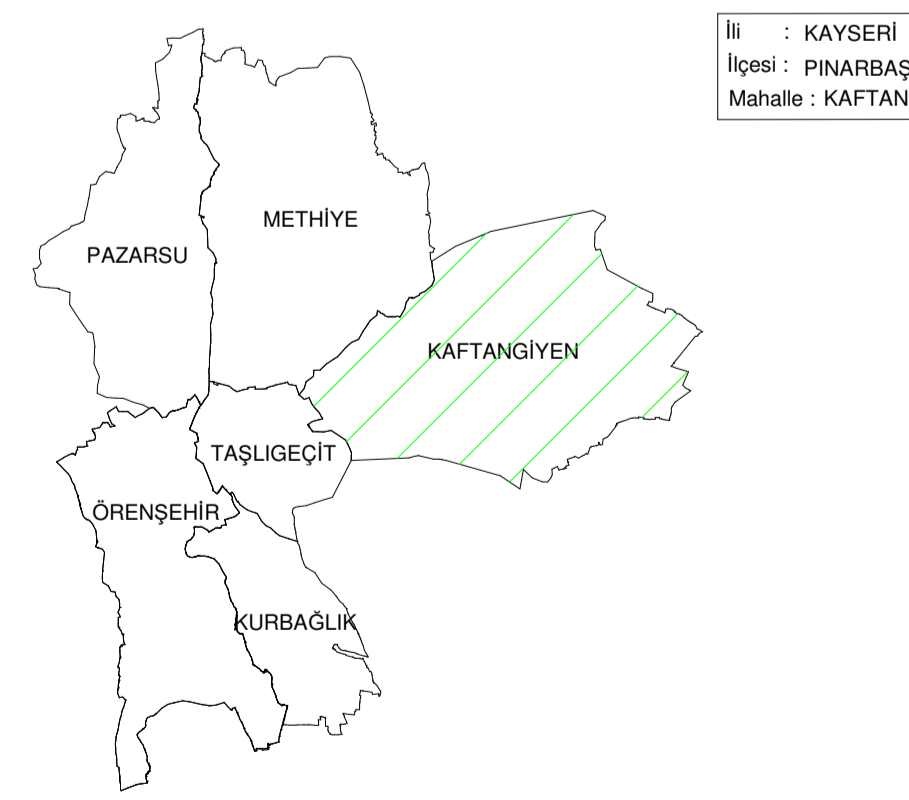 İli : KAYSERİ
İlçesi : PINARBAŞ
Mahalle : KAFTAN
METHİYE
PAZARSU
KAFTANGİYEN
TAŞLIGEÇİT
ÖRENŞEHİR
KURBAĞLIK